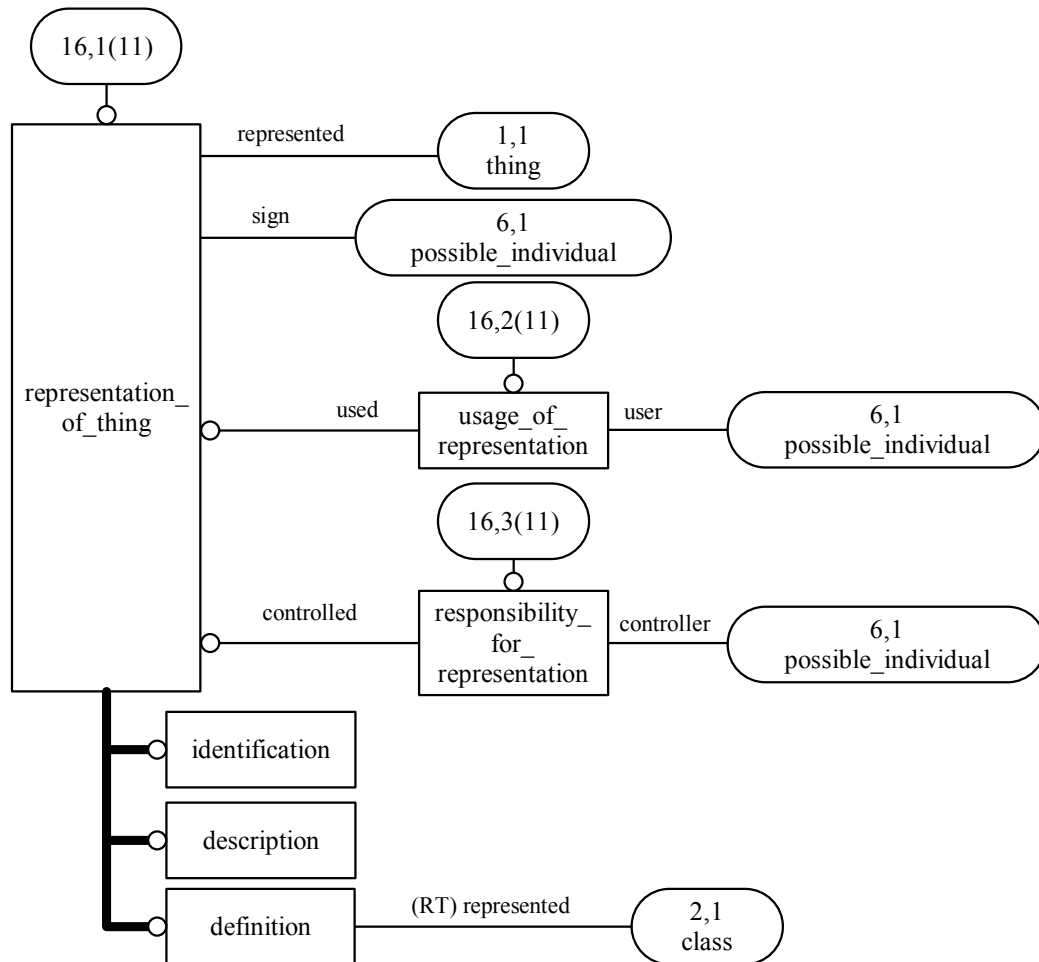 16,1(11)
represented
1,1
thing
sign
6,1
possible_individual
16,2(11)
representation_
of_thing
used
usage_of_
representation
user
6,1
possible_individual
16,3(11)
controlled
responsibility_
for_
representation
controller
6,1
possible_individual
identification
description
definition
(RT) represented
2,1
class